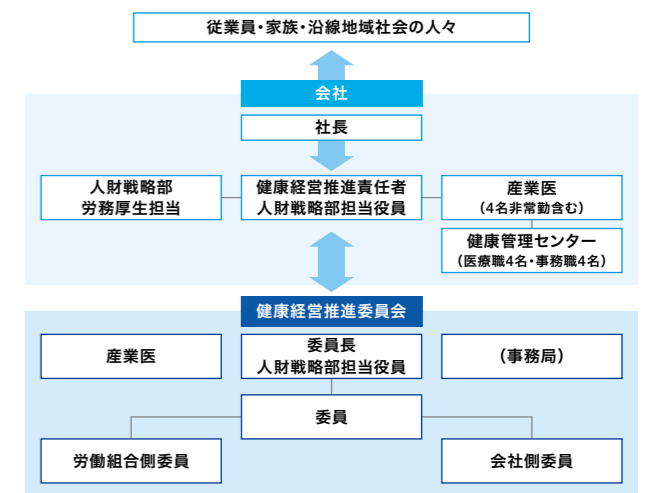 従業員・家族・沿線地域社会の人々
会社
社長
人財戦略部
労務厚生担当
健康経営推進責任者
人財戦略部担当役員
産業医
（4名非常勤含む）
健康管理センター
（医療職4名・事務職4名）
健康経営推進委員会
産業医
委員長
人財戦略部担当役員
（事務局）
委員
労働組合側委員
会社側委員